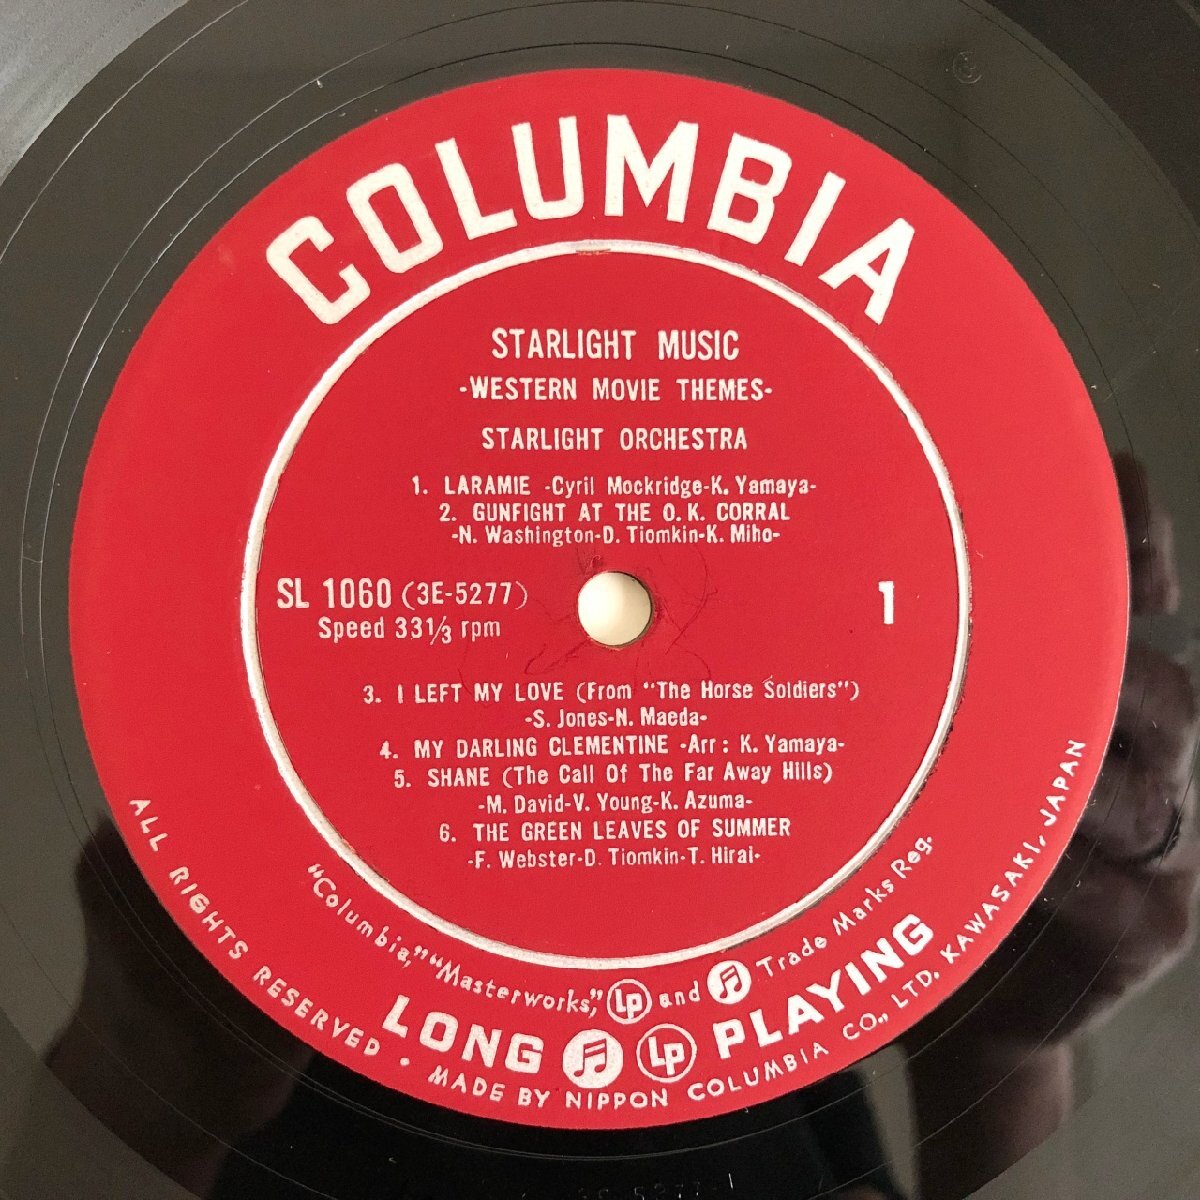 COLUMBIA
STARLIGHT MUSIC
-WESTERN MOVIE THEMES-
STARLIGHT ORCHESTRA
1. LARAMIE -Cyril Mockridge-K. Yamaya-
2. GUNFIGHT AT THE O.K. CORRAL
-N. Washington-D. Tiomkin-K. Miho-
SL 1060 (3E-5277)
Speed 33 1/3 rpm
1
3. I LEFT MY LOVE (From "The Horse Soldiers")
-S. Jones-N. Maeda-
4. MY DARLING CLEMENTINE -Arr: K. Yamaya-
5. SHANE (The Call Of The Far Away Hills)
-M. David-V. Young-K. Azuma-
6. THE GREEN LEAVES OF SUMMER
-F. Webster-D. Tiomkin-T. Hirai-
"Columbia," "Masterworks," LP and Trade Marks Reg.
LONG LP PLAYING
ALL RIGHTS RESERVED • MADE BY NIPPON COLUMBIA CO., LTD. KAWASAKI, JAPAN